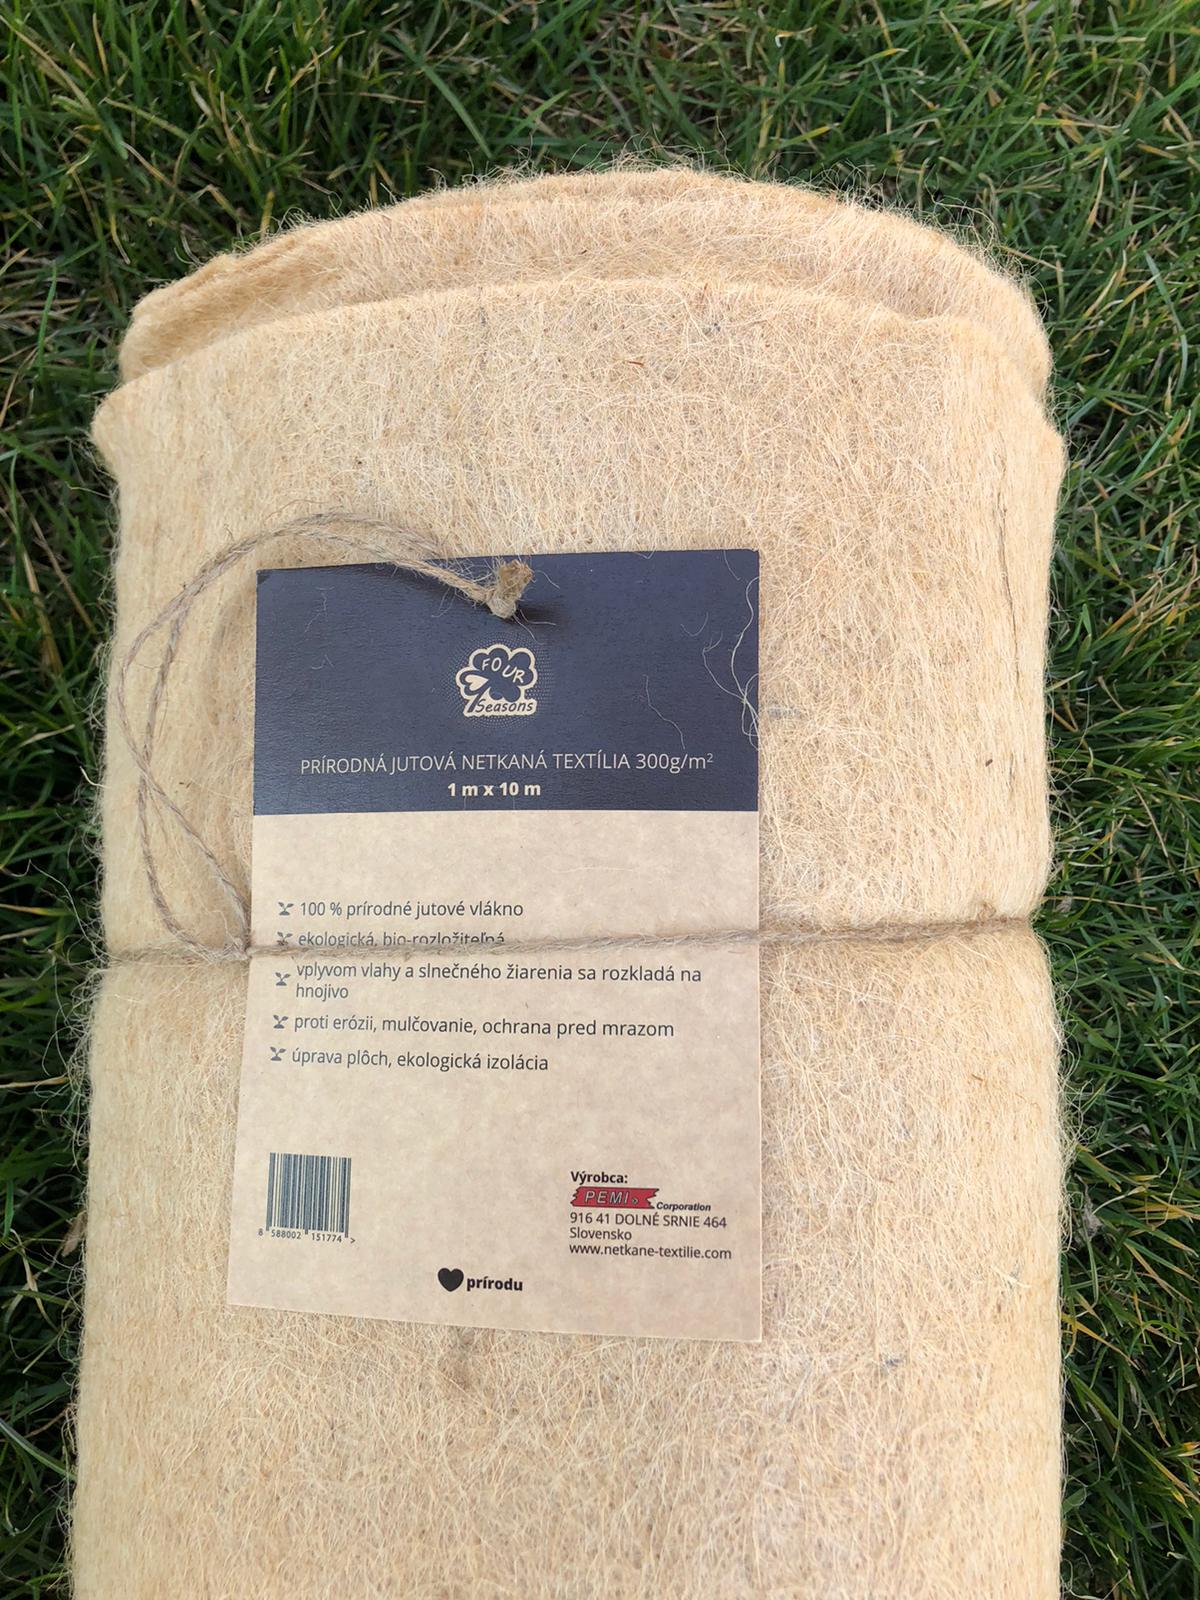 FOUR
Seasons
PRÍRODNÁ JUTOVÁ NETKANÁ TEXTÍLIA 300g/m²
1 m x 10 m
100 % prírodné jutové vlákno
ekologická, bio-rozložiteľná
vplyvom vlahy a slnečného žiarenia sa rozkladá na
hnojivo
proti erózii, mulčovanie, ochrana pred mrazom
úprava plôch, ekologická izolácia
Výrobca:
PEMI
Corporation
916 41 DOLNÉ SRNIE 464
Slovensko
www.netkane-textilie.com
8 588002 151774 >
prírodu